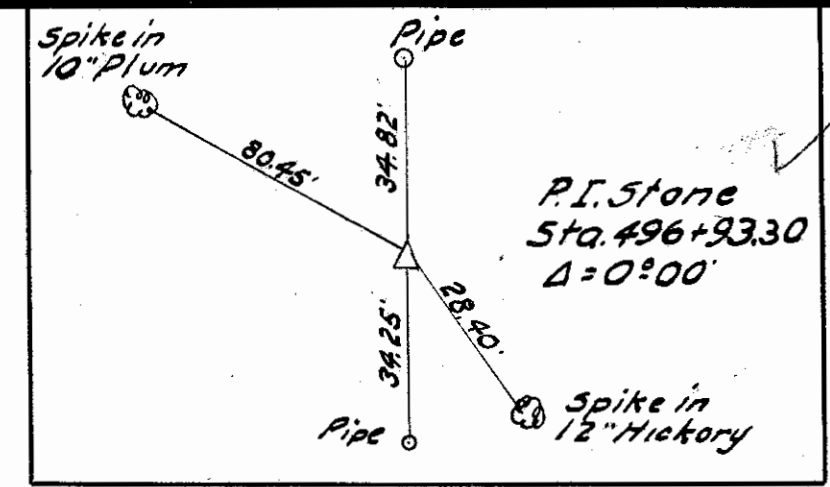 Spike in
10" Plum
Pipe
80.45'
34.82'
P.I. Stone
Sta. 496+93.30
Δ = 0°00'
34.25'
28.40'
Pipe
Spike in
12" Hickory